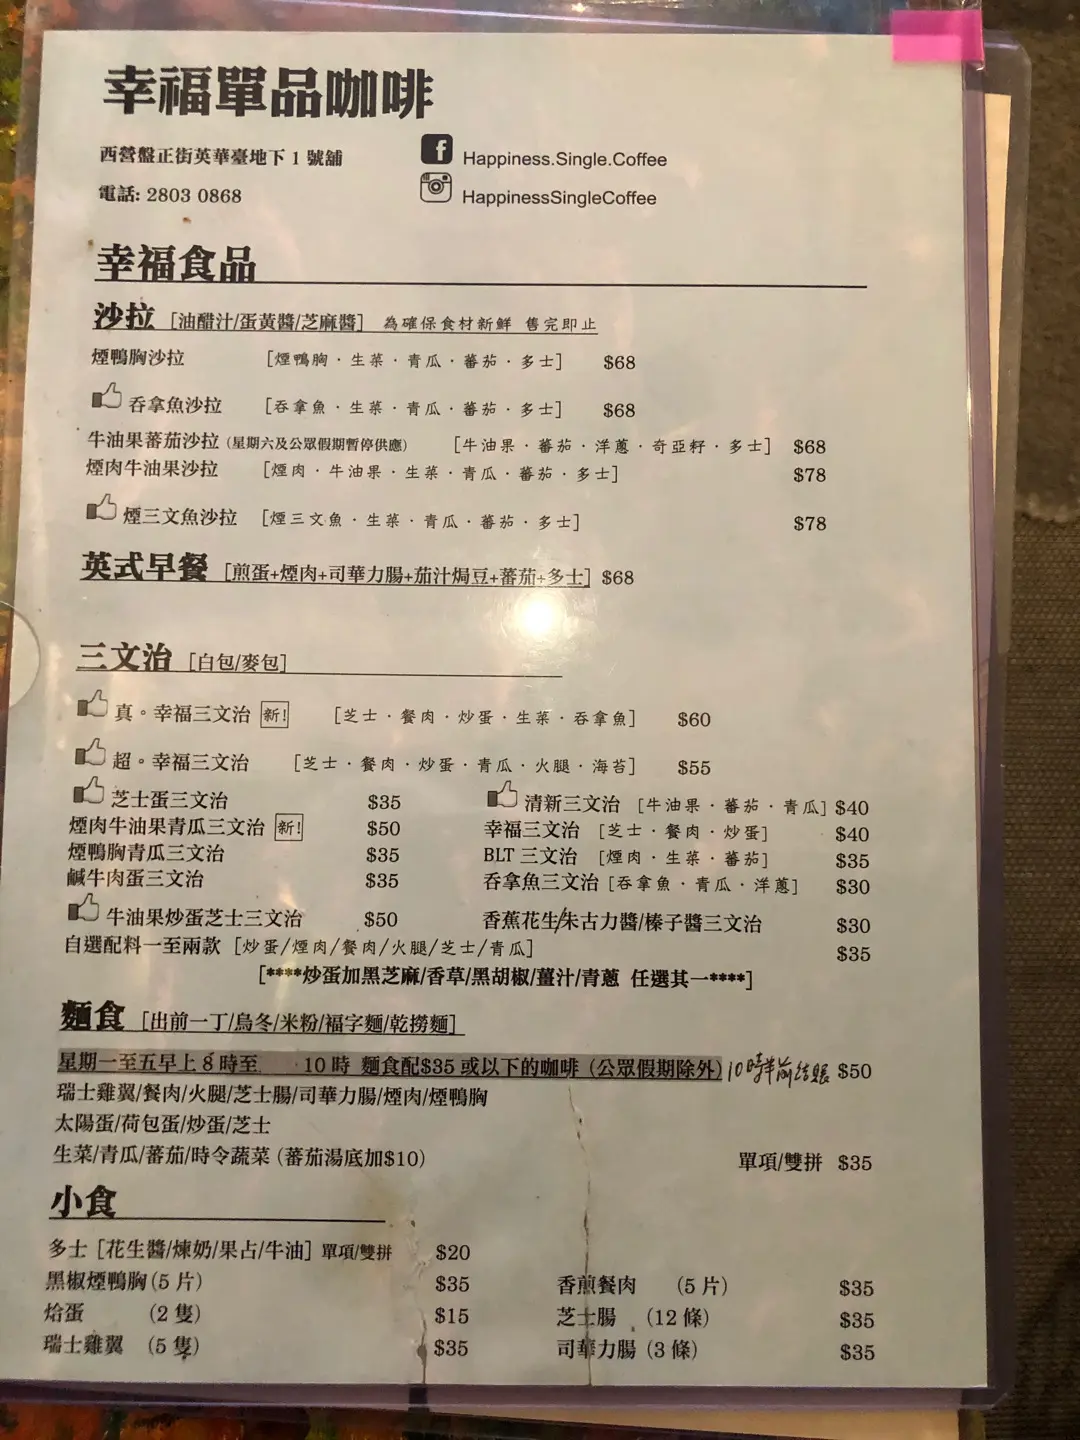 幸福單品咖啡
西營盤正街英華臺地下 1 號舖
Happiness.Single.Coffee
電話: 2803 0868
HappinessSingleCoffee
幸福食品
沙拉 [油醋汁/蛋黃醬/芝麻醬] 為確保食材新鮮 售完即止
煙鴨胸沙拉 [煙鴨胸．生菜．青瓜．蕃茄．多士] $68
吞拿魚沙拉 [吞拿魚．生菜．青瓜．蕃茄．多士] $68
牛油果蕃茄沙拉 (星期六及公眾假期暫停供應) [牛油果．蕃茄．洋蔥．奇亞籽．多士] $68
煙肉牛油果沙拉 [煙肉．牛油果．生菜．青瓜．蕃茄．多士] $78
煙三文魚沙拉 [煙三文魚．生菜．青瓜．蕃茄．多士] $78
英式早餐 [煎蛋+煙肉+司華力腸+茄汁焗豆+蕃茄+多士] $68
三文治 [白包/麥包]
真。幸福三文治 新! [芝士．餐肉．炒蛋．生菜．吞拿魚] $60
超。幸福三文治 [芝士．餐肉．炒蛋．青瓜．火腿．海苔] $55
芝士蛋三文治 $35 清新三文治 [牛油果．蕃茄．青瓜] $40
煙肉牛油果青瓜三文治 新! $50 幸福三文治 [芝士．餐肉．炒蛋] $40
煙鴨胸青瓜三文治 $35 BLT 三文治 [煙肉．生菜．蕃茄] $35
鹹牛肉蛋三文治 $35 吞拿魚三文治 [吞拿魚．青瓜．洋蔥] $30
牛油果炒蛋芝士三文治 $50 香蕉花生/朱古力醬/榛子醬三文治 $30
自選配料一至兩款 [炒蛋/煙肉/餐肉/火腿/芝士/青瓜] $35
[****炒蛋加黑芝麻/香草/黑胡椒/薑汁/青蔥 任選其一****]
麵食 [出前一丁/烏冬/米粉/福字麵/乾撈麵]
星期一至五早上 8 時至 10 時 麵食配$35 或以下的咖啡 (公眾假期除外) 10時半前結賬 $50
瑞士雞翼/餐肉/火腿/芝士腸/司華力腸/煙肉/煙鴨胸
太陽蛋/荷包蛋/炒蛋/芝士
生菜/青瓜/蕃茄/時令蔬菜 (蕃茄湯底加$10) 單項/雙拼 $35
小食
多士 [花生醬/煉奶/果占/牛油] 單項/雙拼 $20
黑椒煙鴨胸 (5 片) $35 香煎餐肉 (5 片) $35
烚蛋 (2 隻) $15 芝士腸 (12 條) $35
瑞士雞翼 (5 隻) $35 司華力腸 (3 條) $35